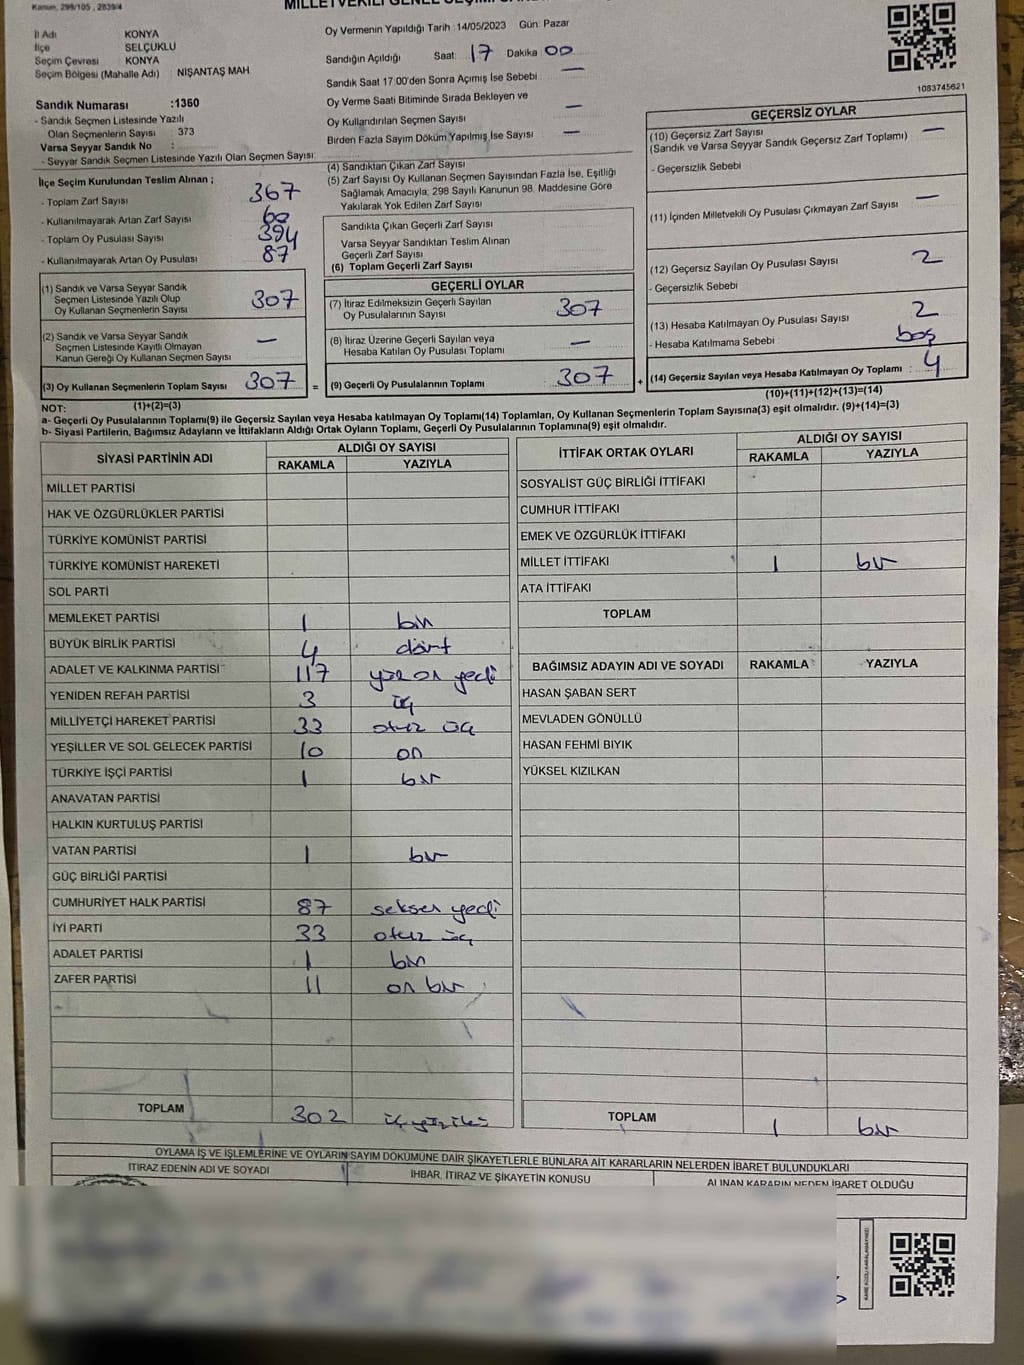 Kanun: 298/105 , 2839/4
İl Adı KONYA
İlçe SELÇUKLU
Seçim Çevresi KONYA
Seçim Bölgesi (Mahalle Adı) : NİŞANTAŞ MAH
Sandık Numarası :1360
- Sandık Seçmen Listesinde Yazılı
Olan Seçmenlerin Sayısı : 373
Varsa Seyyar Sandık No :
- Seyyar Sandık Seçmen Listesinde Yazılı Olan Seçmen Sayısı:
Oy Vermenin Yapıldığı Tarih :14/05/2023 Gün: Pazar
Sandığın Açıldığı Saat: 17 Dakika 00
Sandık Saat 17:00'den Sonra Açımış İse Sebebi : —
Oy Verme Saati Bitiminde Sırada Bekleyen ve
Oy Kullandırılan Seçmen Sayısı : —
Birden Fazla Sayım Döküm Yapılmış İse Sayısı : —
1083745621
İlçe Seçim Kurulundan Teslim Alınan ;
- Toplam Zarf Sayısı : 367
- Kullanılmayarak Artan Zarf Sayısı : 60
- Toplam Oy Pusulası Sayısı : 394
- Kullanılmayarak Artan Oy Pusulası : 87
(4) Sandıktan Çıkan Zarf Sayısı
(5) Zarf Sayısı Oy Kullanan Seçmen Sayısından Fazla İse, Eşitliği
Sağlamak Amacıyla; 298 Sayılı Kanunun 98. Maddesine Göre
Yakılarak Yok Edilen Zarf Sayısı
Sandıkta Çıkan Geçerli Zarf Sayısı
Varsa Seyyar Sandıktan Teslim Alınan
Geçerli Zarf Sayısı
(6) Toplam Geçerli Zarf Sayısı
GEÇERSİZ OYLAR
(10) Geçersiz Zarf Sayısı : —
(Sandık ve Varsa Seyyar Sandık Geçersiz Zarf Toplamı)
- Geçersizlik Sebebi
(11) İçinden Milletvekili Oy Pusulası Çıkmayan Zarf Sayısı : —
(12) Geçersiz Sayılan Oy Pusulası Sayısı : 2
- Geçersizlik Sebebi
(13) Hesaba Katılmayan Oy Pusulası Sayısı : 2
- Hesaba Katılmama Sebebi : boş
(14) Geçersiz Sayılan veya Hesaba Katılmayan Oy Toplamı : 4
(10)+(11)+(12)+(13)=(14)
(1) Sandık ve Varsa Seyyar Sandık
Seçmen Listesinde Yazılı Olup
Oy Kullanan Seçmenlerin Sayısı : 307
(2) Sandık ve Varsa Seyyar Sandık
Seçmen Listesinde Kayıtlı Olmayan
Kanun Gereği Oy Kullanan Seçmen Sayısı : —
(3) Oy Kullanan Seçmenlerin Toplam Sayısı : 307 =
(1)+(2)=(3)
GEÇERLİ OYLAR
(7) İtiraz Edilmeksizin Geçerli Sayılan
Oy Pusulalarının Sayısı : 307
(8) İtiraz Üzerine Geçerli Sayılan veya
Hesaba Katılan Oy Pusulası Toplamı : —
(9) Geçerli Oy Pusulalarının Toplamı : 307 +
NOT:
a- Geçerli Oy Pusulalarının Toplamı(9) ile Geçersiz Sayılan veya Hesaba katılmayan Oy Toplamı(14) Toplamları, Oy Kullanan Seçmenlerin Toplam Sayısına(3) eşit olmalıdır. (9)+(14)=(3)
b- Siyasi Partilerin, Bağımsız Adayların ve İttifakların Aldığı Ortak Oyların Toplamı, Geçerli Oy Pusulalarının Toplamına(9) eşit olmalıdır.
SİYASİ PARTİNİN ADI ALDIĞI OY SAYISI
RAKAMLA YAZIYLA
MİLLET PARTİSİ
HAK VE ÖZGÜRLÜKLER PARTİSİ
TÜRKİYE KOMÜNİST PARTİSİ
TÜRKİYE KOMÜNİST HAREKETİ
SOL PARTİ
MEMLEKET PARTİSİ 1 bir
BÜYÜK BİRLİK PARTİSİ 4 dört
ADALET VE KALKINMA PARTİSİ 117 yüz on yedi
YENİDEN REFAH PARTİSİ 3 üç
MİLLİYETÇİ HAREKET PARTİSİ 33 otuz üç
YEŞİLLER VE SOL GELECEK PARTİSİ 10 on
TÜRKİYE İŞÇİ PARTİSİ 1 bir
ANAVATAN PARTİSİ
HALKIN KURTULUŞ PARTİSİ
VATAN PARTİSİ 1 bir
GÜÇ BİRLİĞİ PARTİSİ
CUMHURİYET HALK PARTİSİ 87 seksen yedi
İYİ PARTİ 33 otuz üç
ADALET PARTİSİ 1 bir
ZAFER PARTİSİ 11 on bir
TOPLAM 302 üç yüz iki
İTTİFAK ORTAK OYLARI ALDIĞI OY SAYISI
RAKAMLA YAZIYLA
SOSYALİST GÜÇ BİRLİĞİ İTTİFAKI
CUMHUR İTTİFAKI
EMEK VE ÖZGÜRLÜK İTTİFAKI
MİLLET İTTİFAKI 1 bir
ATA İTTİFAKI
TOPLAM
BAĞIMSIZ ADAYIN ADI VE SOYADI RAKAMLA YAZIYLA
HASAN ŞABAN SERT
MEVLADEN GÖNÜLLÜ
HASAN FEHMİ BIYIK
YÜKSEL KIZILKAN
TOPLAM 1 bir
OYLAMA İŞ VE İŞLEMLERİNE VE OYLARIN SAYIM DÖKÜMÜNE DAİR ŞİKAYETLERLE BUNLARA AİT KARARLARIN NELERDEN İBARET BULUNDUKLARI
İTİRAZ EDENİN ADI VE SOYADI İHBAR, İTİRAZ VE ŞİKAYETİN KONUSU ALINAN KARARIN NEDEN İBARET OLDUĞU
KARE KODU KARALAMAYINIZ!